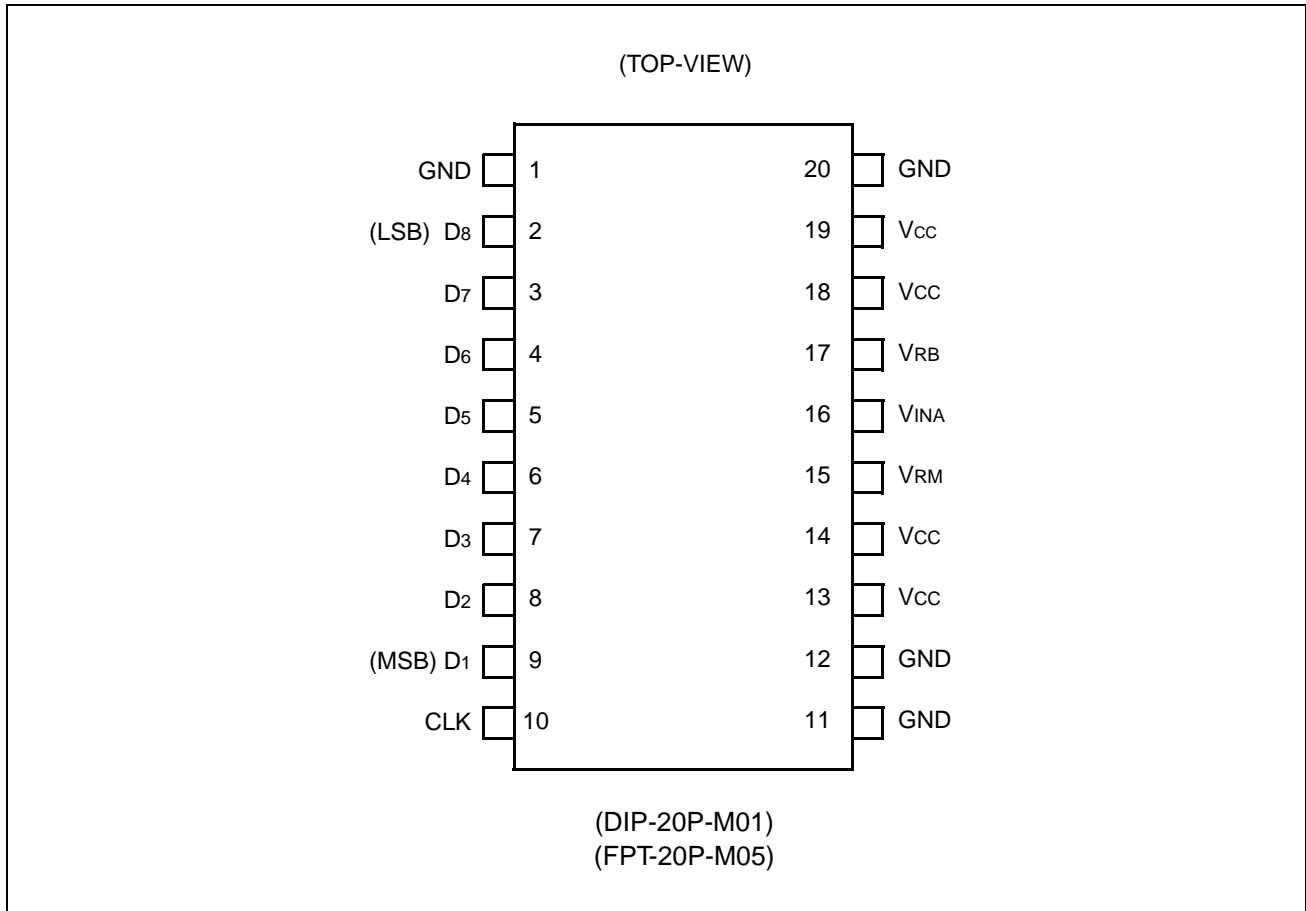 (TOP-VIEW)
GND 1 20 GND
(LSB) D8 2 19 VCC
D7 3 18 VCC
D6 4 17 VRB
D5 5 16 VINA
D4 6 15 VRM
D3 7 14 VCC
D2 8 13 VCC
(MSB) D1 9 12 GND
CLK 10 11 GND
(DIP-20P-M01)
(FPT-20P-M05)